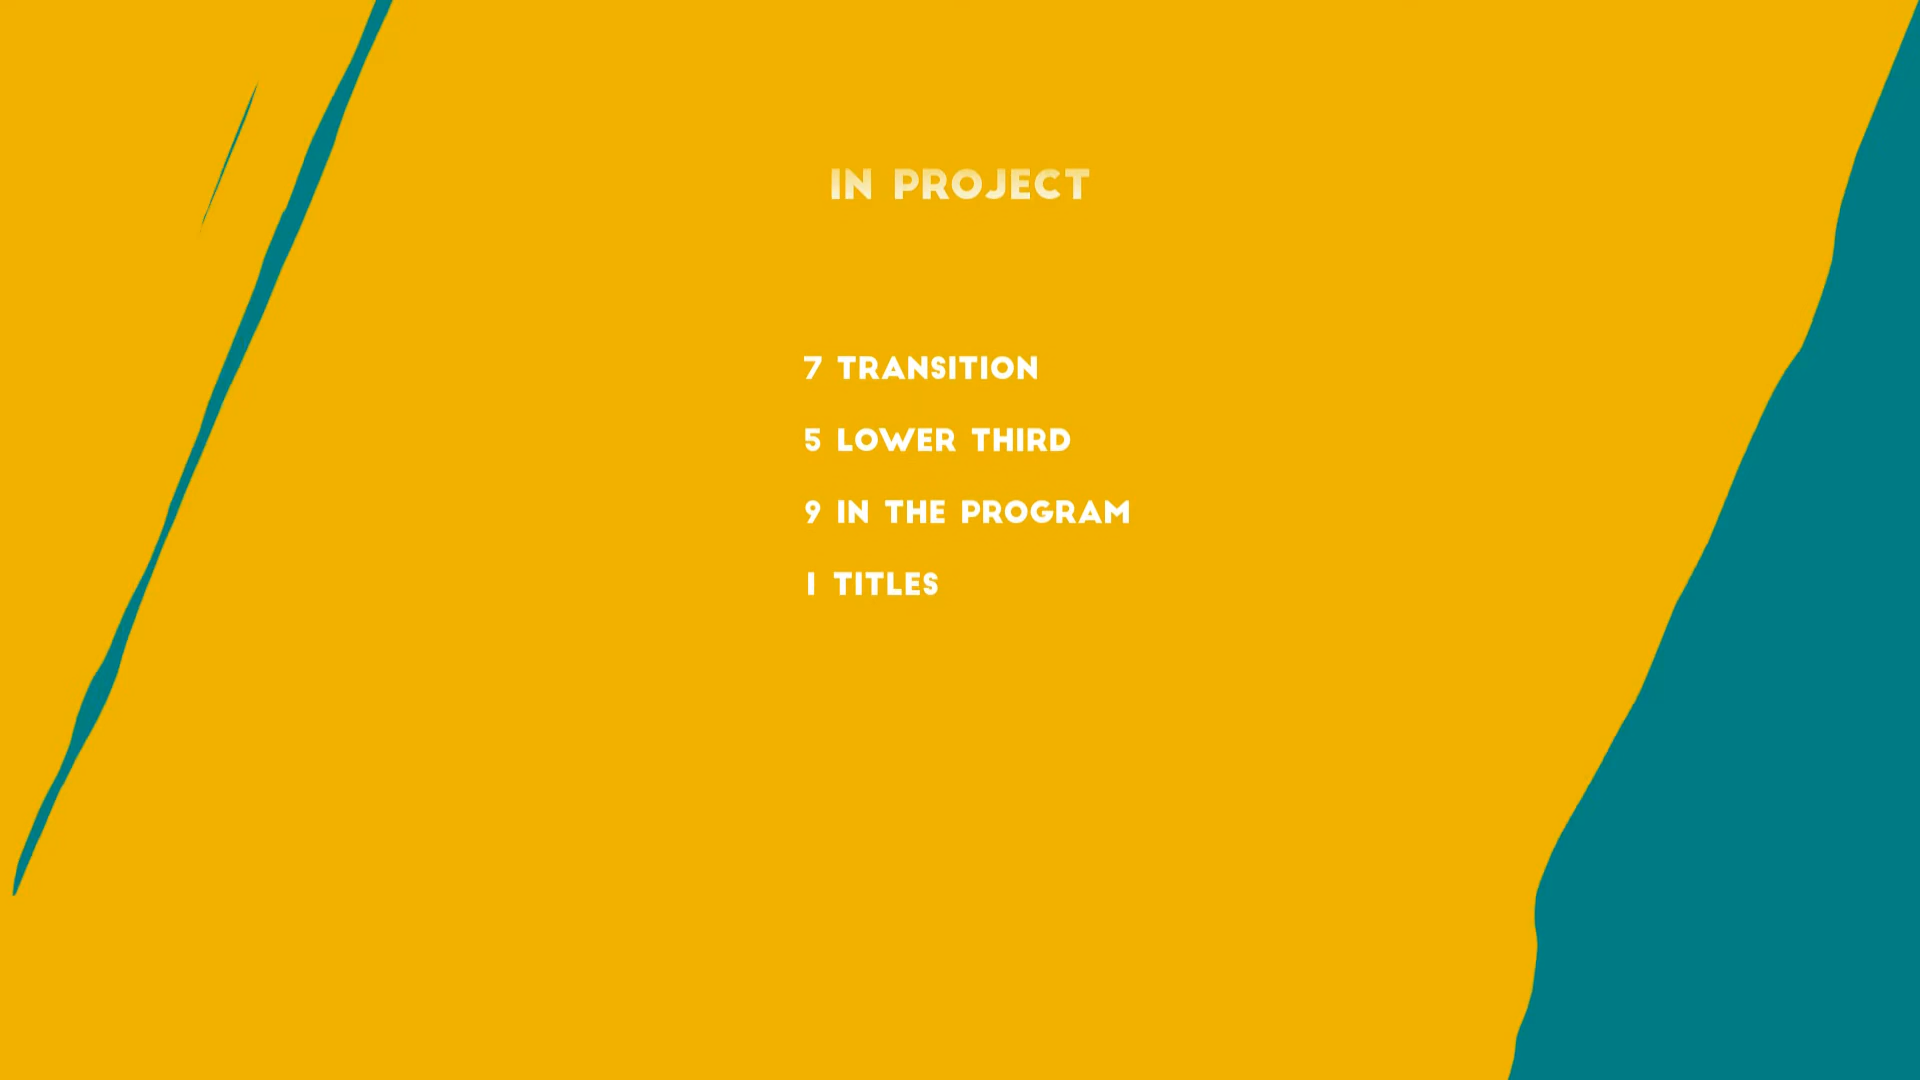 IN PROJECT
7 TRANSITION
5 LOWER THIRD
9 IN THE PROGRAM
1 TITLES